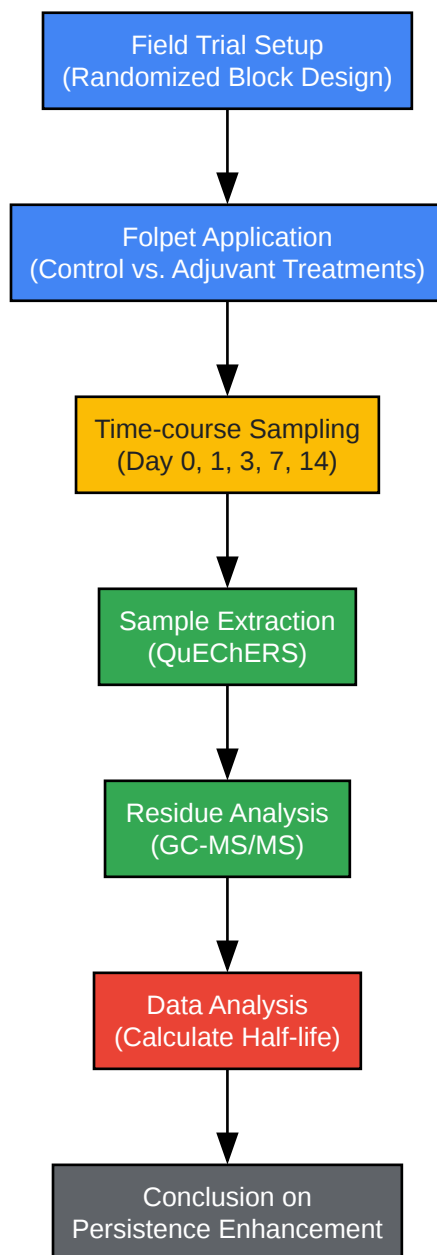 Field Trial Setup
(Randomized Block Design)
Folpet Application
(Control vs. Adjuvant Treatments)
Time-course Sampling
(Day 0, 1, 3, 7, 14)
Sample Extraction
(QuEChERS)
Residue Analysis
(GC-MS/MS)
Data Analysis
(Calculate Half-life)
Conclusion on
Persistence Enhancement